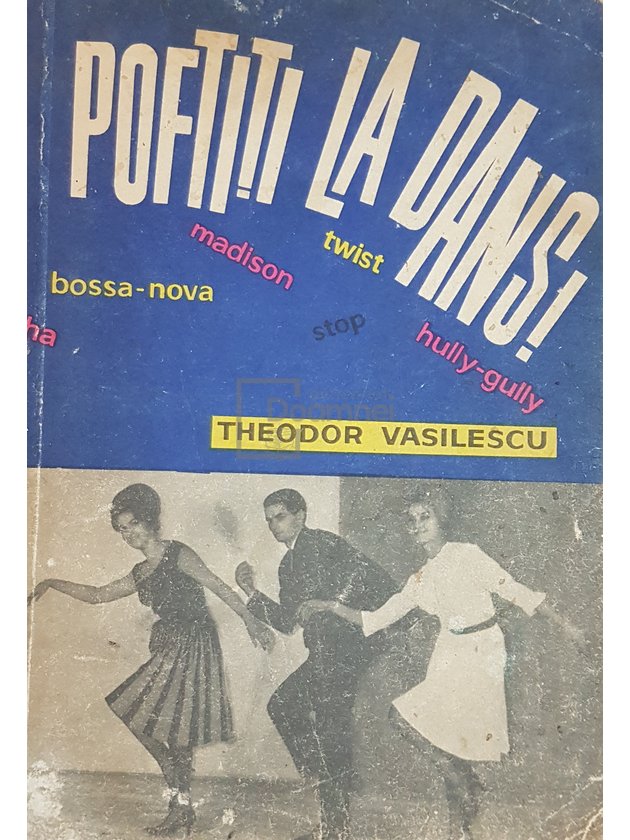 POFTIȚI LA DANS!
madison
twist
bossa-nova
stop
ha
hully-gully
THEODOR VASILESCU